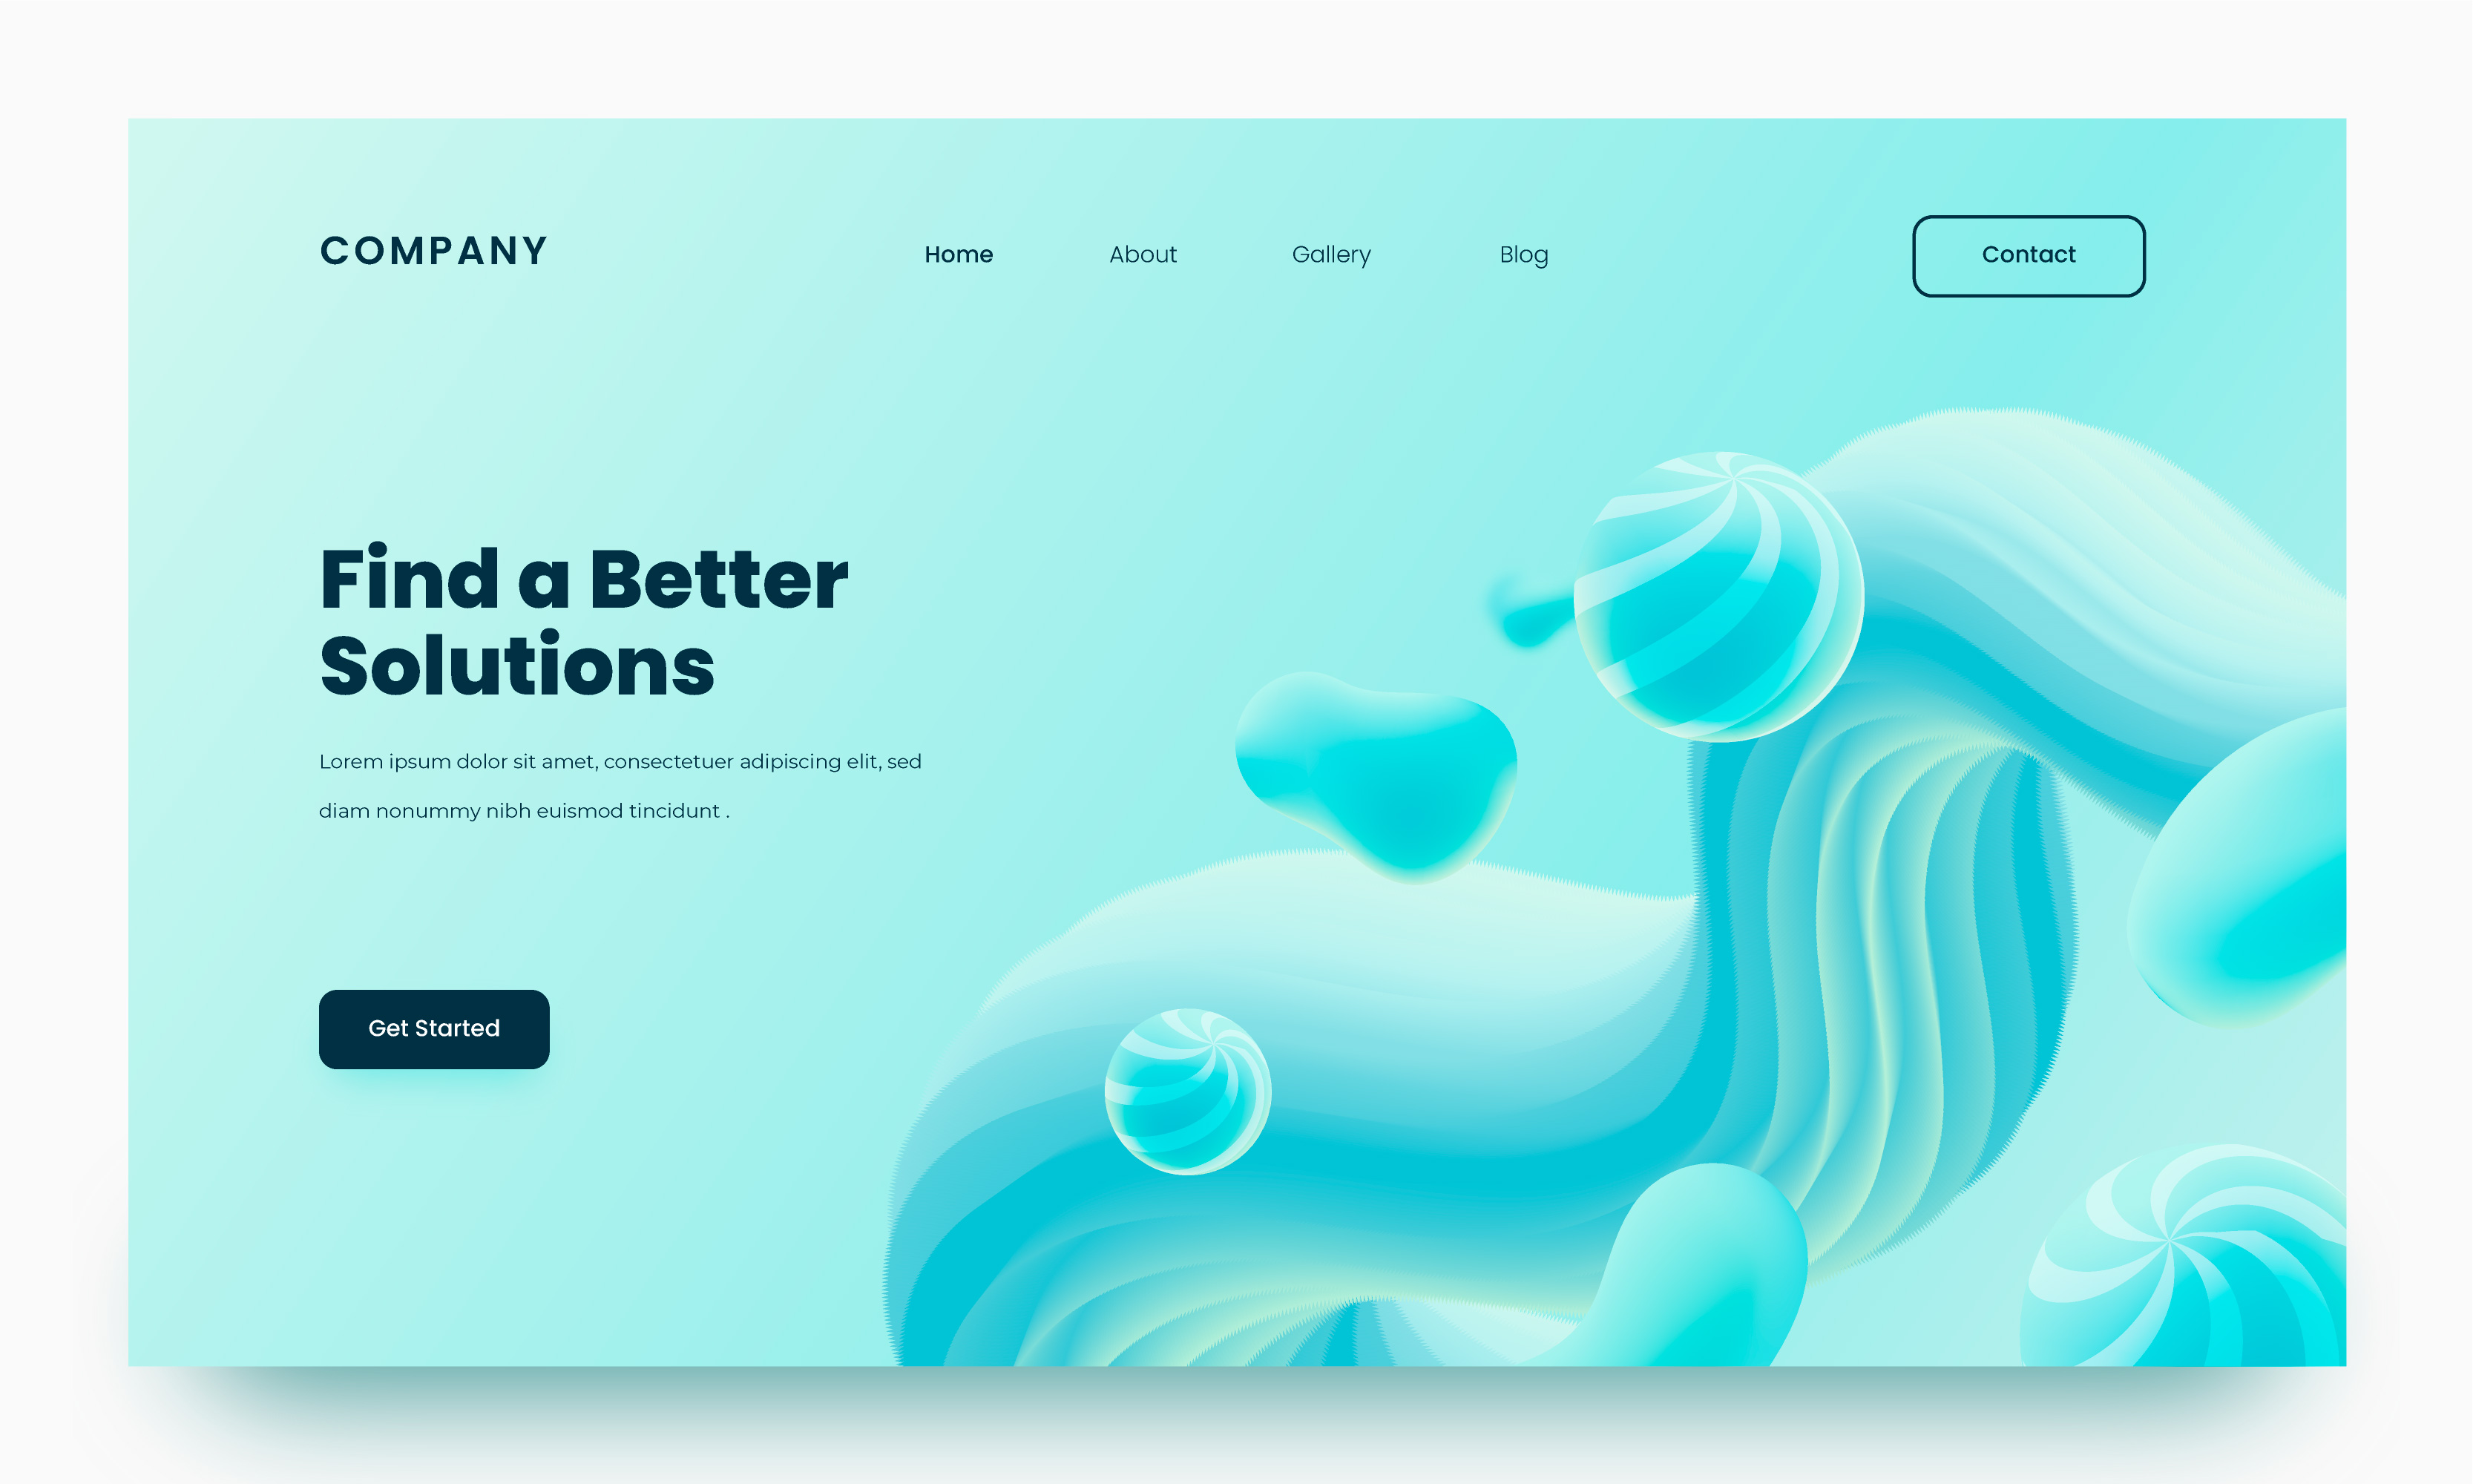 COMPANY
Home About Gallery Blog
Contact
Find a Better
Solutions
Lorem ipsum dolor sit amet, consectetuer adipiscing elit, sed
diam nonummy nibh euismod tincidunt .
Get Started